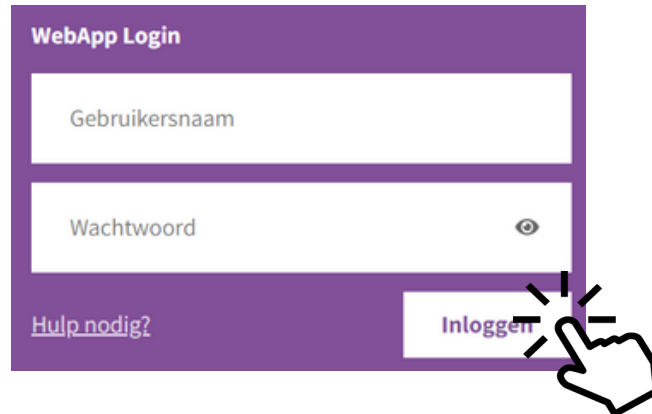 WebApp Login
Gebruikersnaam
Wachtwoord
Hulp nodig?
Inloggen